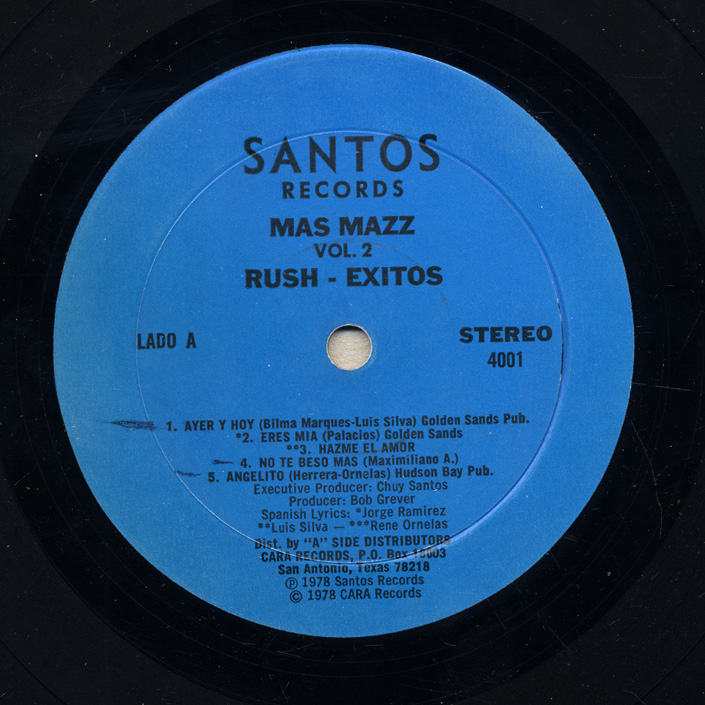 SANTOS
RECORDS
MAS MAZZ
VOL. 2
RUSH - EXITOS
LADO A
STEREO
4001
1. AYER Y HOY (Bilma Marques-Luis Silva) Golden Sands Pub.
*2. ERES MIA (Palacios) Golden Sands
**3. HAZME EL AMOR
4. NO TE BESO MAS (Maximiliano A.)
5. ANGELITO (Herrera-Ornelas) Hudson Bay Pub.
Executive Producer: Chuy Santos
Producer: Bob Grever
Spanish Lyrics: *Jorge Ramirez
**Luis Silva — ***Rene Ornelas
Dist. by "A" SIDE DISTRIBUTORS
CARA RECORDS, P.O. Box 18003
San Antonio, Texas 78218
Ⓟ 1978 Santos Records
© 1978 CARA Records